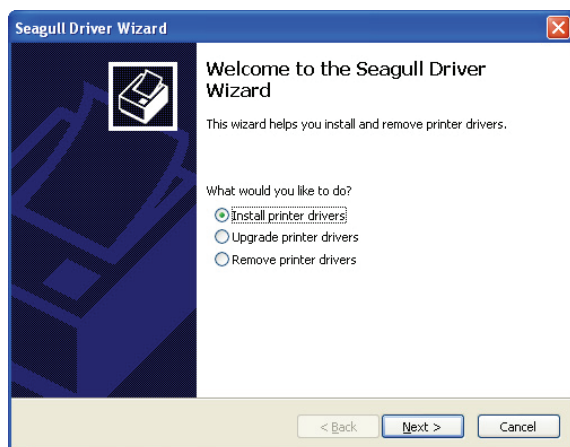 Seagull Driver Wizard
Welcome to the Seagull Driver
Wizard
This wizard helps you install and remove printer drivers.
What would you like to do?
Install printer drivers
Upgrade printer drivers
Remove printer drivers
< Back
Next >
Cancel